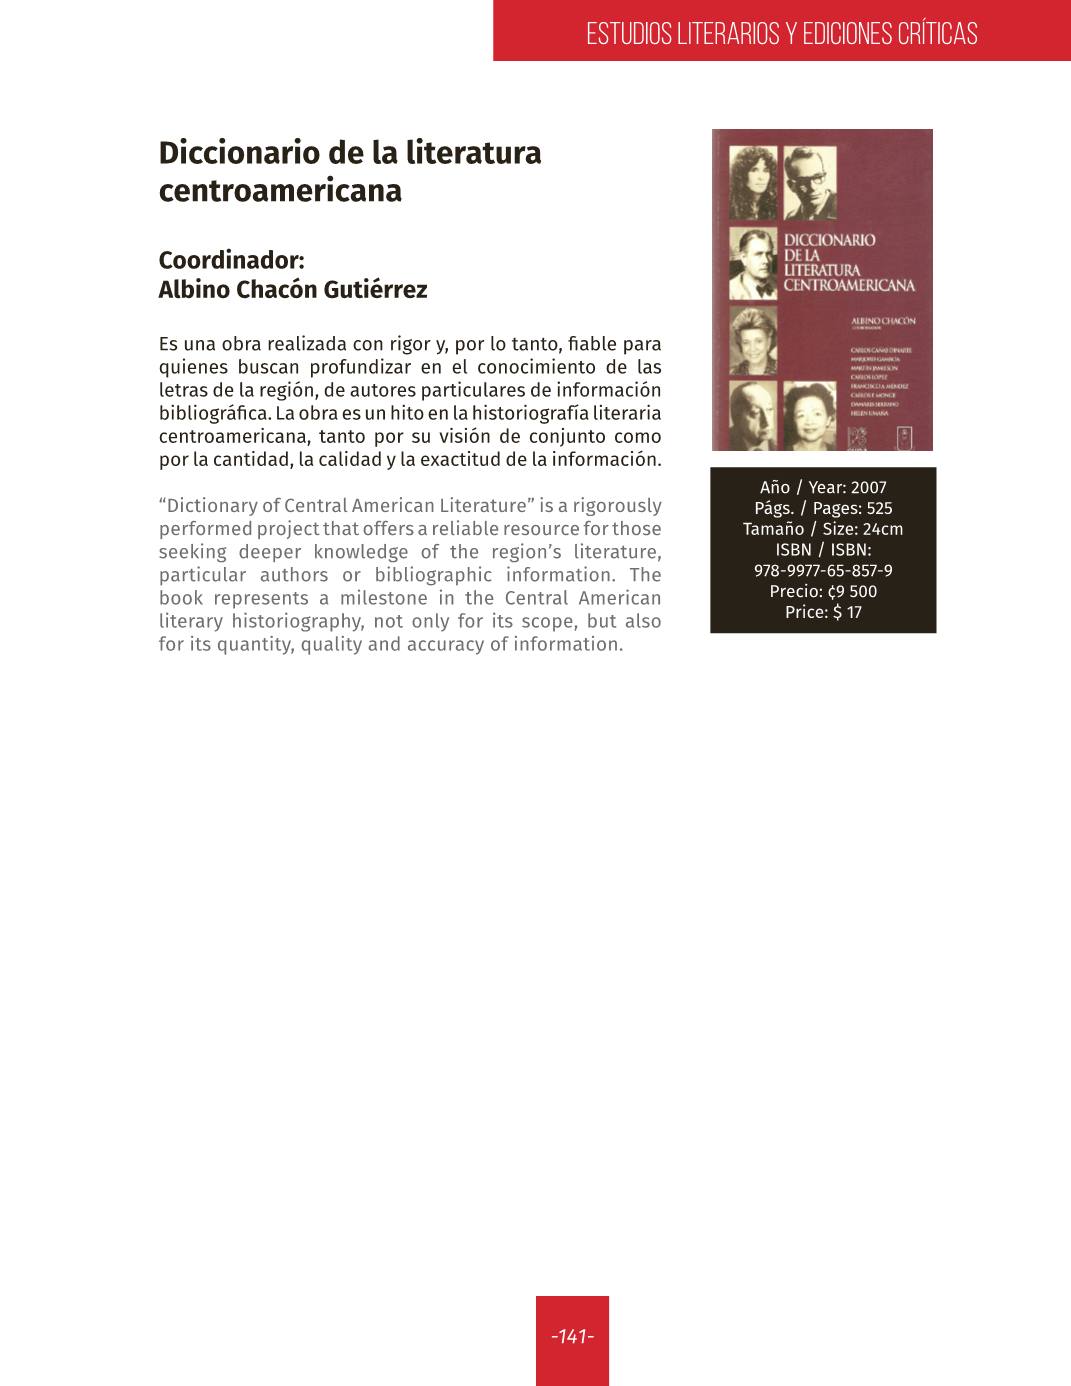 ESTUDIOS LITERARIOS Y EDICIONES CRÍTICAS
Diccionario de la literatura
centroamericana
Coordinador:
Albino Chacón Gutiérrez
Es una obra realizada con rigor y, por lo tanto, fiable para
quienes buscan profundizar en el conocimiento de las
letras de la región, de autores particulares de información
bibliográfica. La obra es un hito en la historiografía literaria
centroamericana, tanto por su visión de conjunto como
por la cantidad, la calidad y la exactitud de la información.
“Dictionary of Central American Literature” is a rigorously
performed project that offers a reliable resource for those
seeking deeper knowledge of the region’s literature,
particular authors or bibliographic information. The
book represents a milestone in the Central American
literary historiography, not only for its scope, but also
for its quantity, quality and accuracy of information.
DICCIONARIO
DE LA
LITERATURA
CENTROAMERICANA
ALBINO CHACÓN
CARLOS CAÑAS DINARTE
MARJORIE GAMBOA
MARTIN JAMIESON
CARLOS LÓPEZ
FRANCISCO A. MÉNDEZ
CARLOS F. MONGE
DAMARIS SERRANO
HELEN UMAÑA
Año / Year: 2007
Págs. / Pages: 525
Tamaño / Size: 24cm
ISBN / ISBN:
978-9977-65-857-9
Precio: ¢9 500
Price: $ 17
-141-